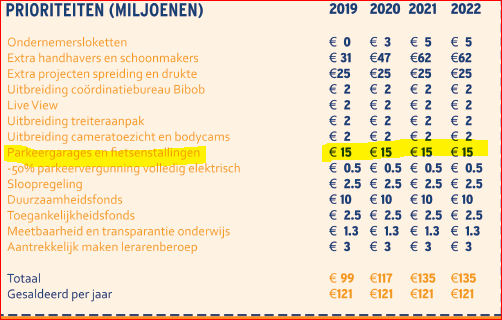 PRIORITEITEN (MILJOENEN) 2019 2020 2021 2022
Ondernemersloketten € 0 € 3 € 5 € 5
Extra handhavers en schoonmakers € 31 €47 €62 €62
Extra projecten spreiding en drukte €25 €25 €25 €25
Uitbreiding coördinatiebureau Bibob € 2 € 2 € 2 € 2
Live View € 2 € 2 € 2 € 2
Uitbreiding treiteraanpak € 2 € 2 € 2 € 2
Uitbreiding cameratoezicht en bodycams € 2 € 2 € 2 € 2
Parkeergarages en fietsenstallingen € 15 € 15 € 15 € 15
-50% parkeervergunning volledig elektrisch € 0.5 € 0.5 € 0.5 € 0.5
Sloopregeling € 2.5 € 2.5 € 2.5 € 2.5
Duurzaamheidsfonds € 10 € 10 € 10 € 10
Toegankelijkheidsfonds € 2.5 € 2.5 € 2.5 € 2.5
Meetbaarheid en transparantie onderwijs € 1.3 € 1.3 € 1.3 € 1.3
Aantrekkelijk maken lerarenberoep € 3 € 3 € 3 € 3
Totaal € 99 €117 €135 €135
Gesaldeerd per jaar €121 €121 €121 €121